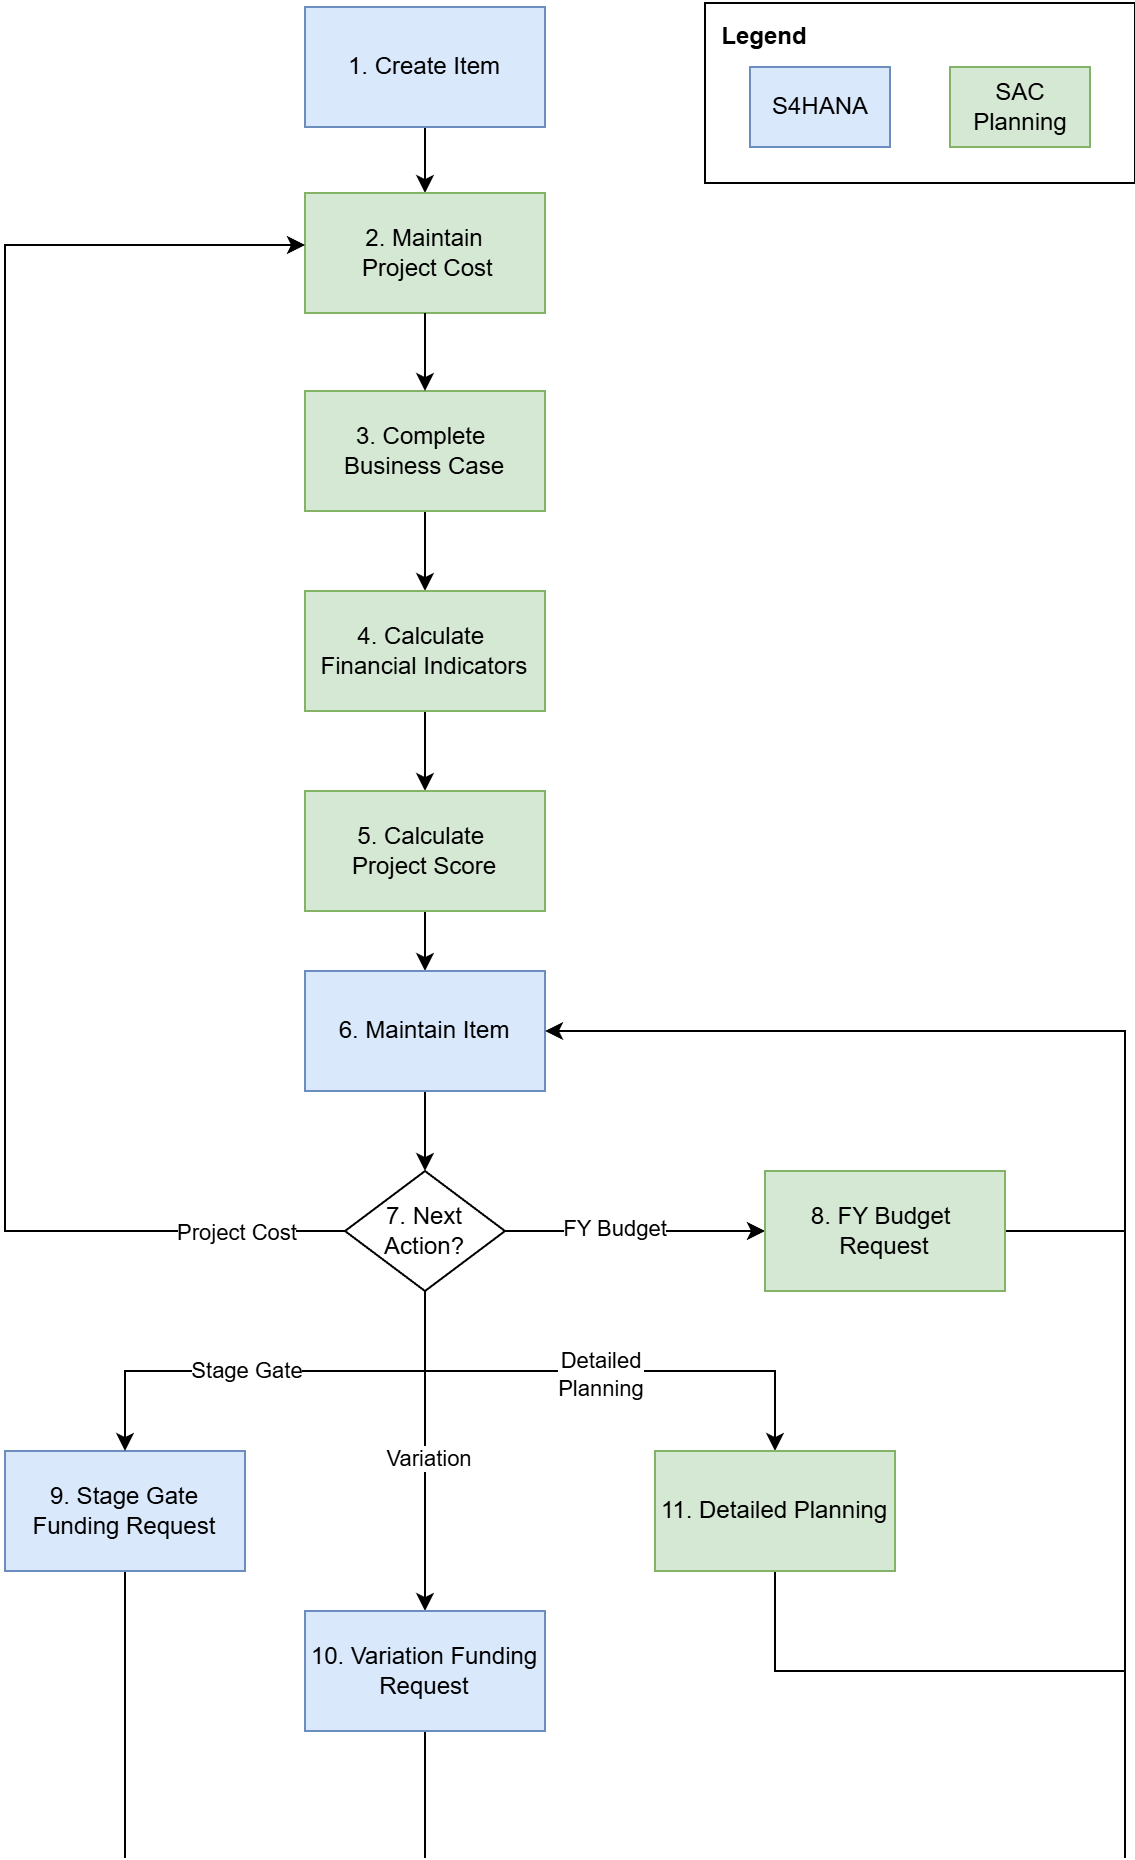 1. Create Item
Legend
S4HANA
SAC
Planning
2. Maintain
Project Cost
3. Complete
Business Case
4. Calculate
Financial Indicators
5. Calculate
Project Score
6. Maintain Item
7. Next
Action?
Project Cost
FY Budget
8. FY Budget
Request
Stage Gate
Detailed
Planning
Variation
9. Stage Gate
Funding Request
11. Detailed Planning
10. Variation Funding
Request